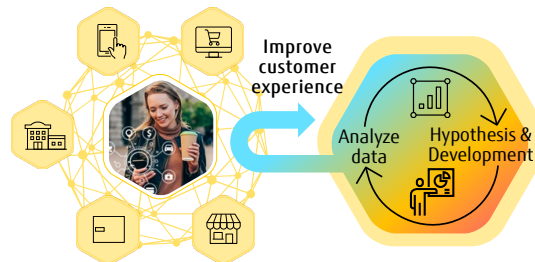 Improve
customer
experience
Analyze
data
Hypothesis &
Development